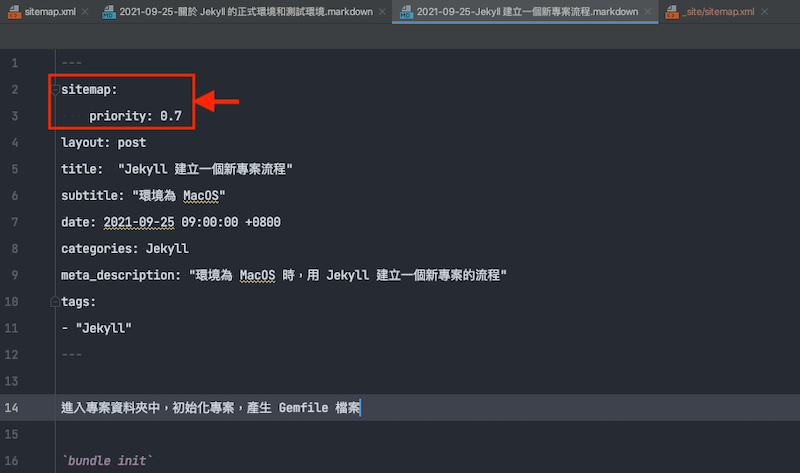 sitemap.xml
2021-09-25-關於 Jekyll 的正式環境和測試環境.markdown
2021-09-25-Jekyll 建立一個新專案流程.markdown
_site/sitemap.xml
1 ---
2 sitemap:
3 priority: 0.7
4 layout: post
5 title:  "Jekyll 建立一個新專案流程"
6 subtitle: "環境為 MacOS"
7 date: 2021-09-25 09:00:00 +0800
8 categories: Jekyll
9 meta_description: "環境為 MacOS 時，用 Jekyll 建立一個新專案的流程"
10 tags:
11 - "Jekyll"
12 ---
13
14 進入專案資料夾中，初始化專案，產生 Gemfile 檔案
15
16 `bundle init`